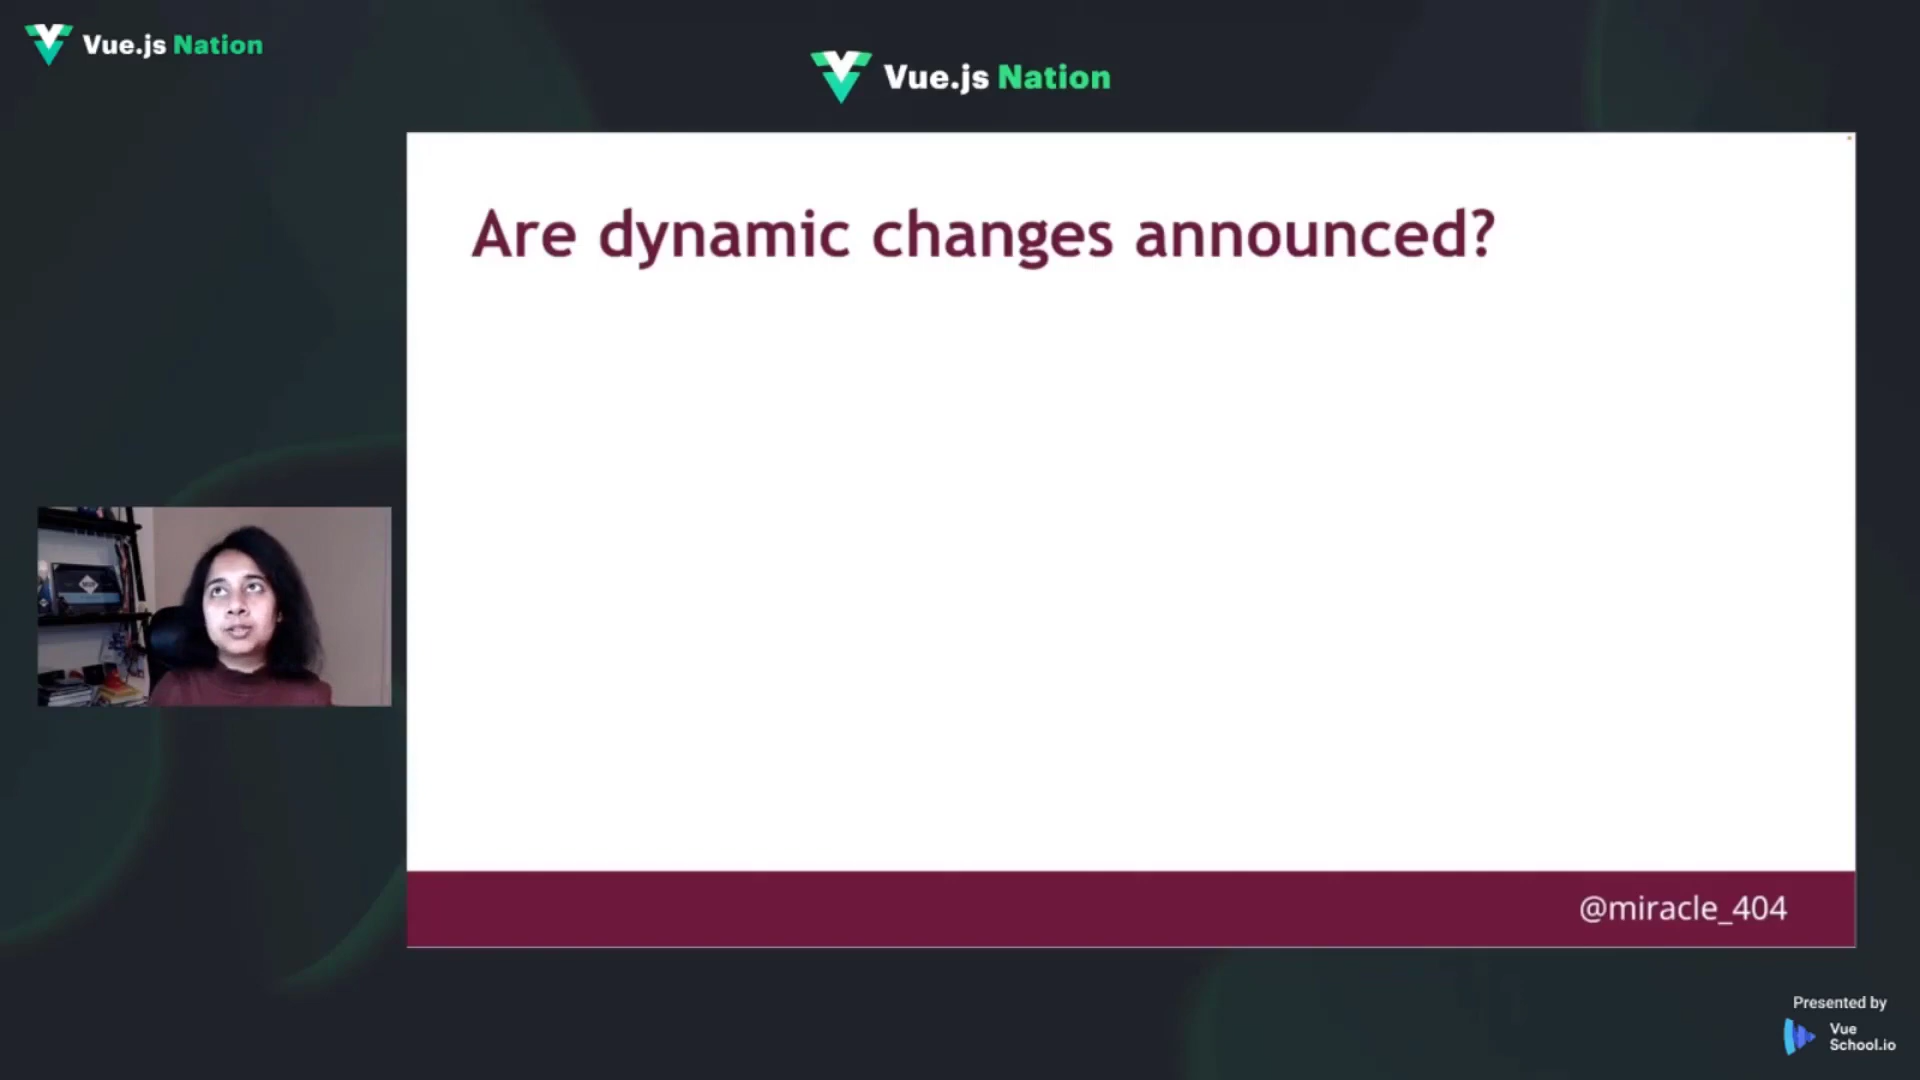 Vue.js Nation
Vue.js Nation
Are dynamic changes announced?
@miracle_404
Presented by
Vue
School.io